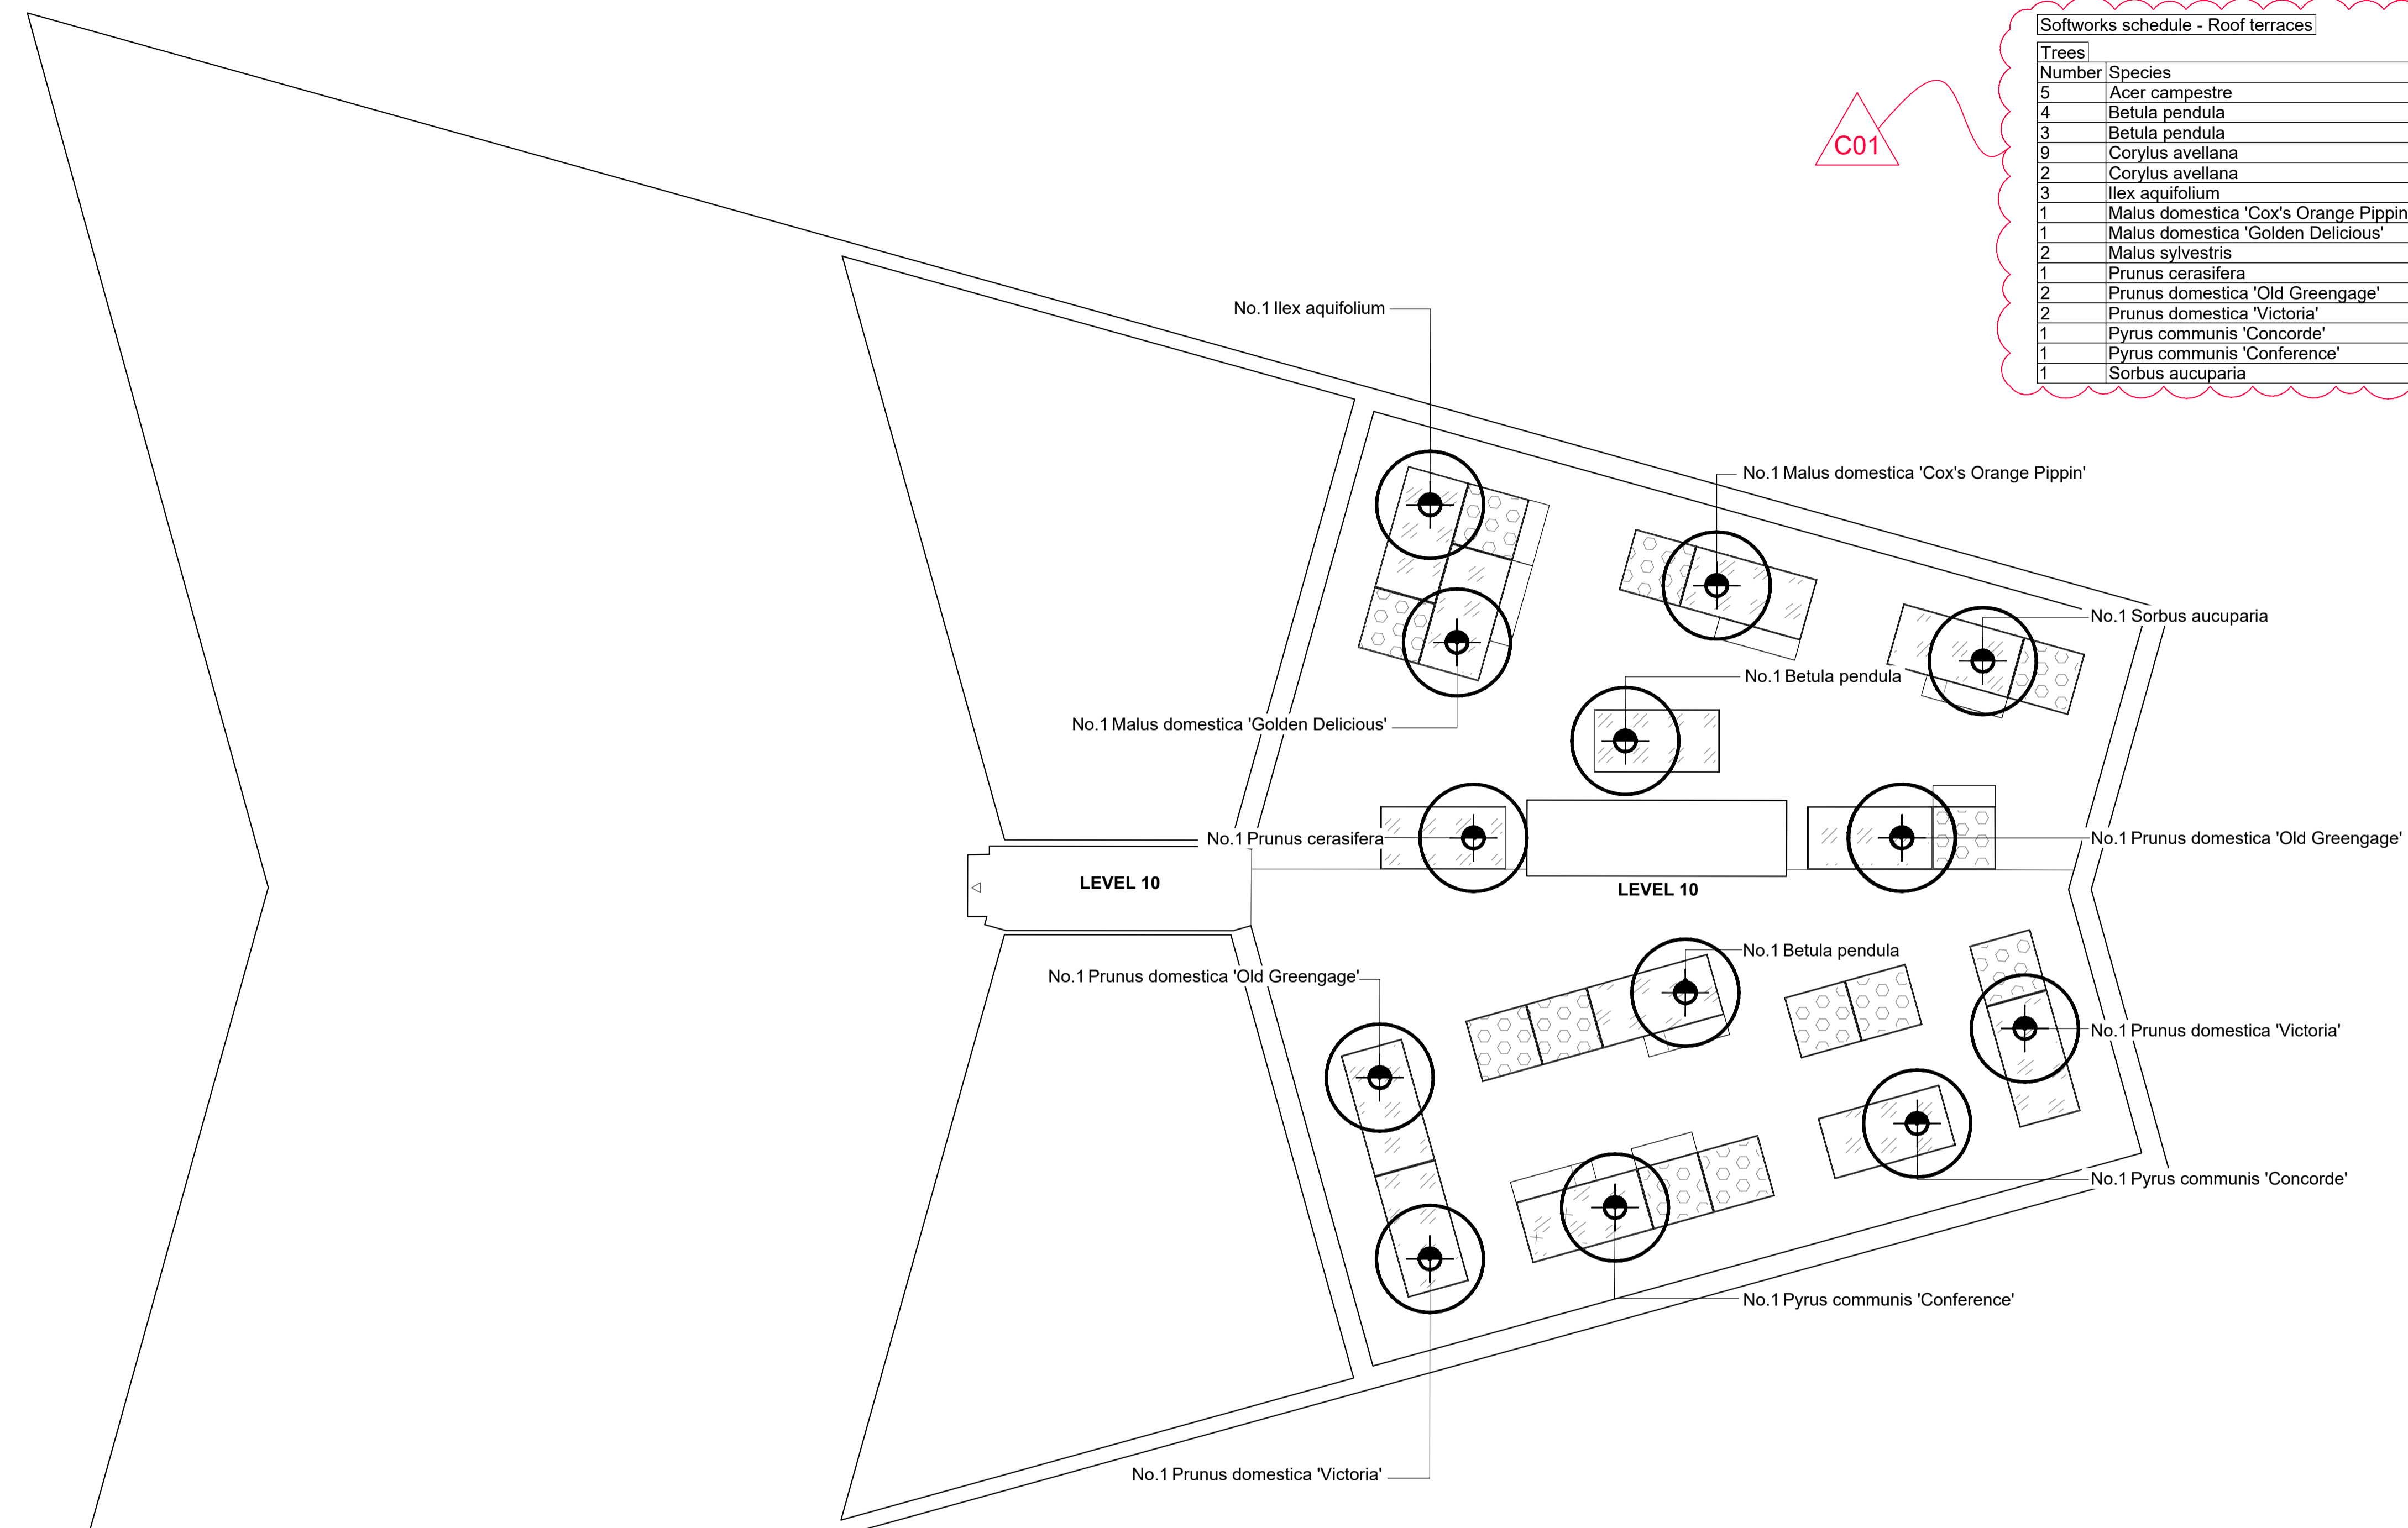 Softworks schedule - Roof terraces
Trees
Number Species
5 Acer campestre
4 Betula pendula
3 Betula pendula
9 Corylus avellana
2 Corylus avellana
3 Ilex aquifolium
1 Malus domestica 'Cox's Orange Pippin
1 Malus domestica 'Golden Delicious'
2 Malus sylvestris
1 Prunus cerasifera
2 Prunus domestica 'Old Greengage'
2 Prunus domestica 'Victoria'
1 Pyrus communis 'Concorde'
1 Pyrus communis 'Conference'
1 Sorbus aucuparia
C01
No.1 Ilex aquifolium
No.1 Malus domestica 'Cox's Orange Pippin'
No.1 Sorbus aucuparia
No.1 Betula pendula
No.1 Malus domestica 'Golden Delicious'
No.1 Prunus cerasifera
No.1 Prunus domestica 'Old Greengage'
LEVEL 10
LEVEL 10
No.1 Betula pendula
No.1 Prunus domestica 'Old Greengage'
No.1 Prunus domestica 'Victoria'
No.1 Pyrus communis 'Concorde'
No.1 Pyrus communis 'Conference'
No.1 Prunus domestica 'Victoria'